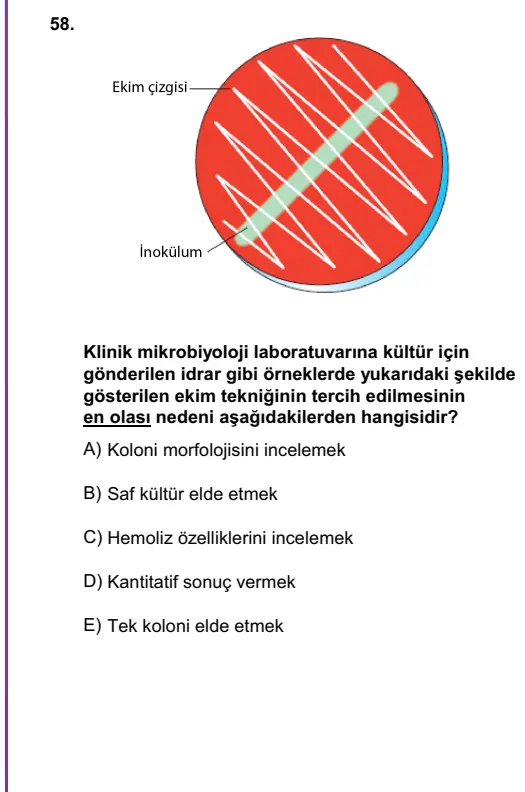 58.
Ekim çizgisi
İnokülum
Klinik mikrobiyoloji laboratuvarına kültür için
gönderilen idrar gibi örneklerde yukarıdaki şekilde
gösterilen ekim tekniğinin tercih edilmesinin
en olası nedeni aşağıdakilerden hangisidir?
A) Koloni morfolojisini incelemek
B) Saf kültür elde etmek
C) Hemoliz özelliklerini incelemek
D) Kantitatif sonuç vermek
E) Tek koloni elde etmek